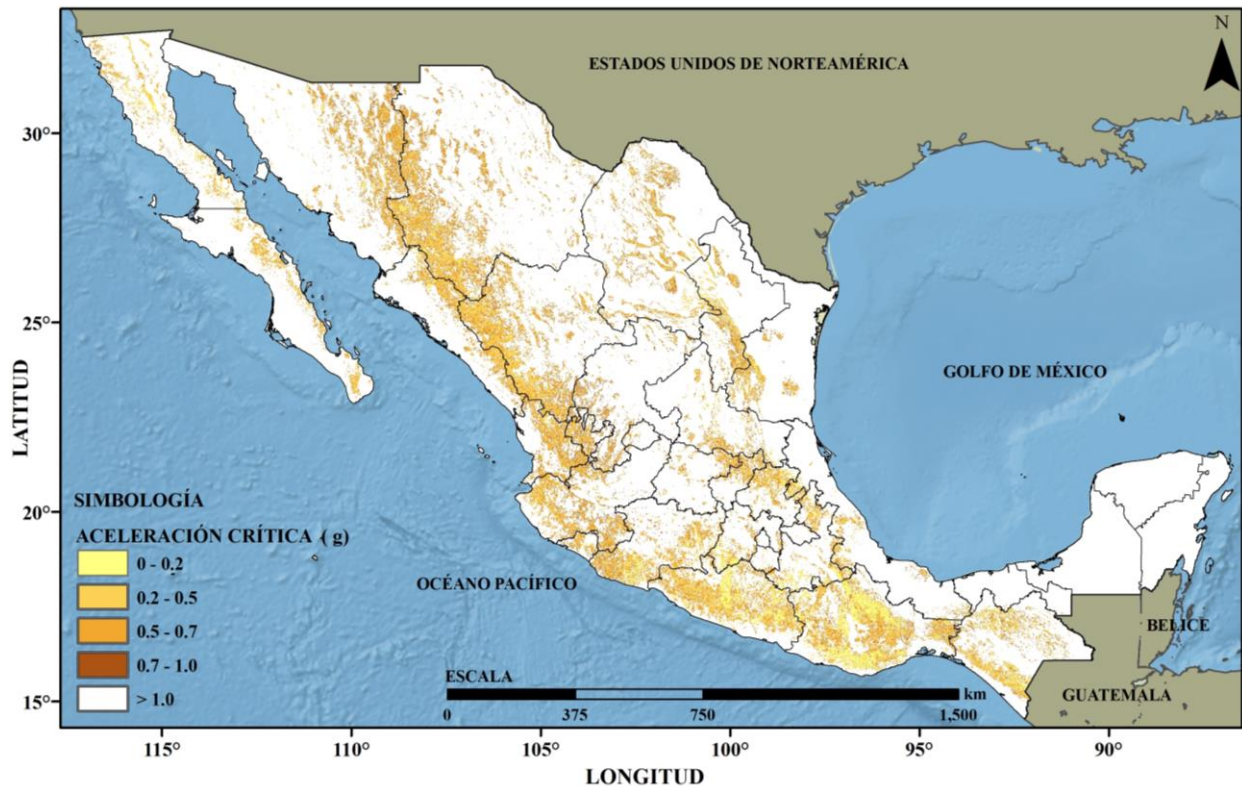 N
ESTADOS UNIDOS DE NORTEAMÉRICA
30°
25°
GOLFO DE MÉXICO
LATITUD
20°
SIMBOLOGÍA
ACELERACIÓN CRÍTICA ( g)
0 - 0.2
0.2 - 0.5
0.5 - 0.7
0.7 - 1.0
> 1.0
OCÉANO PACÍFICO
BELICE
ESCALA
km
GUATEMALA
15°
0 375 750 1,500
115° 110° 105° 100° 95° 90°
LONGITUD